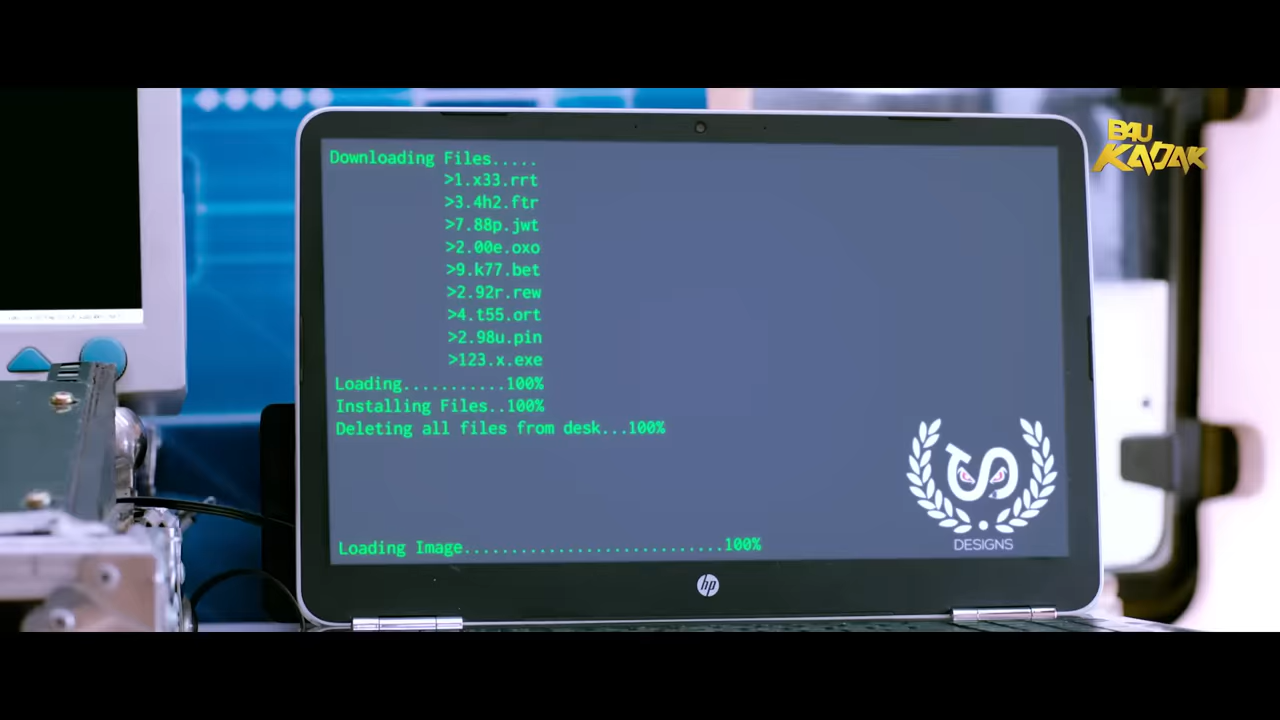 Downloading Files.....
>1.x33.rrt
>3.4h2.ftr
>7.88p.jwt
>2.00e.oxo
>9.k77.bet
>2.92r.rew
>4.t55.ort
>2.98u.pin
>123.x.exe
Loading...........100%
Installing Files..100%
Deleting all files from desk...100%
Loading Image...........................100%
DESIGNS
hp
B4U
KADAK